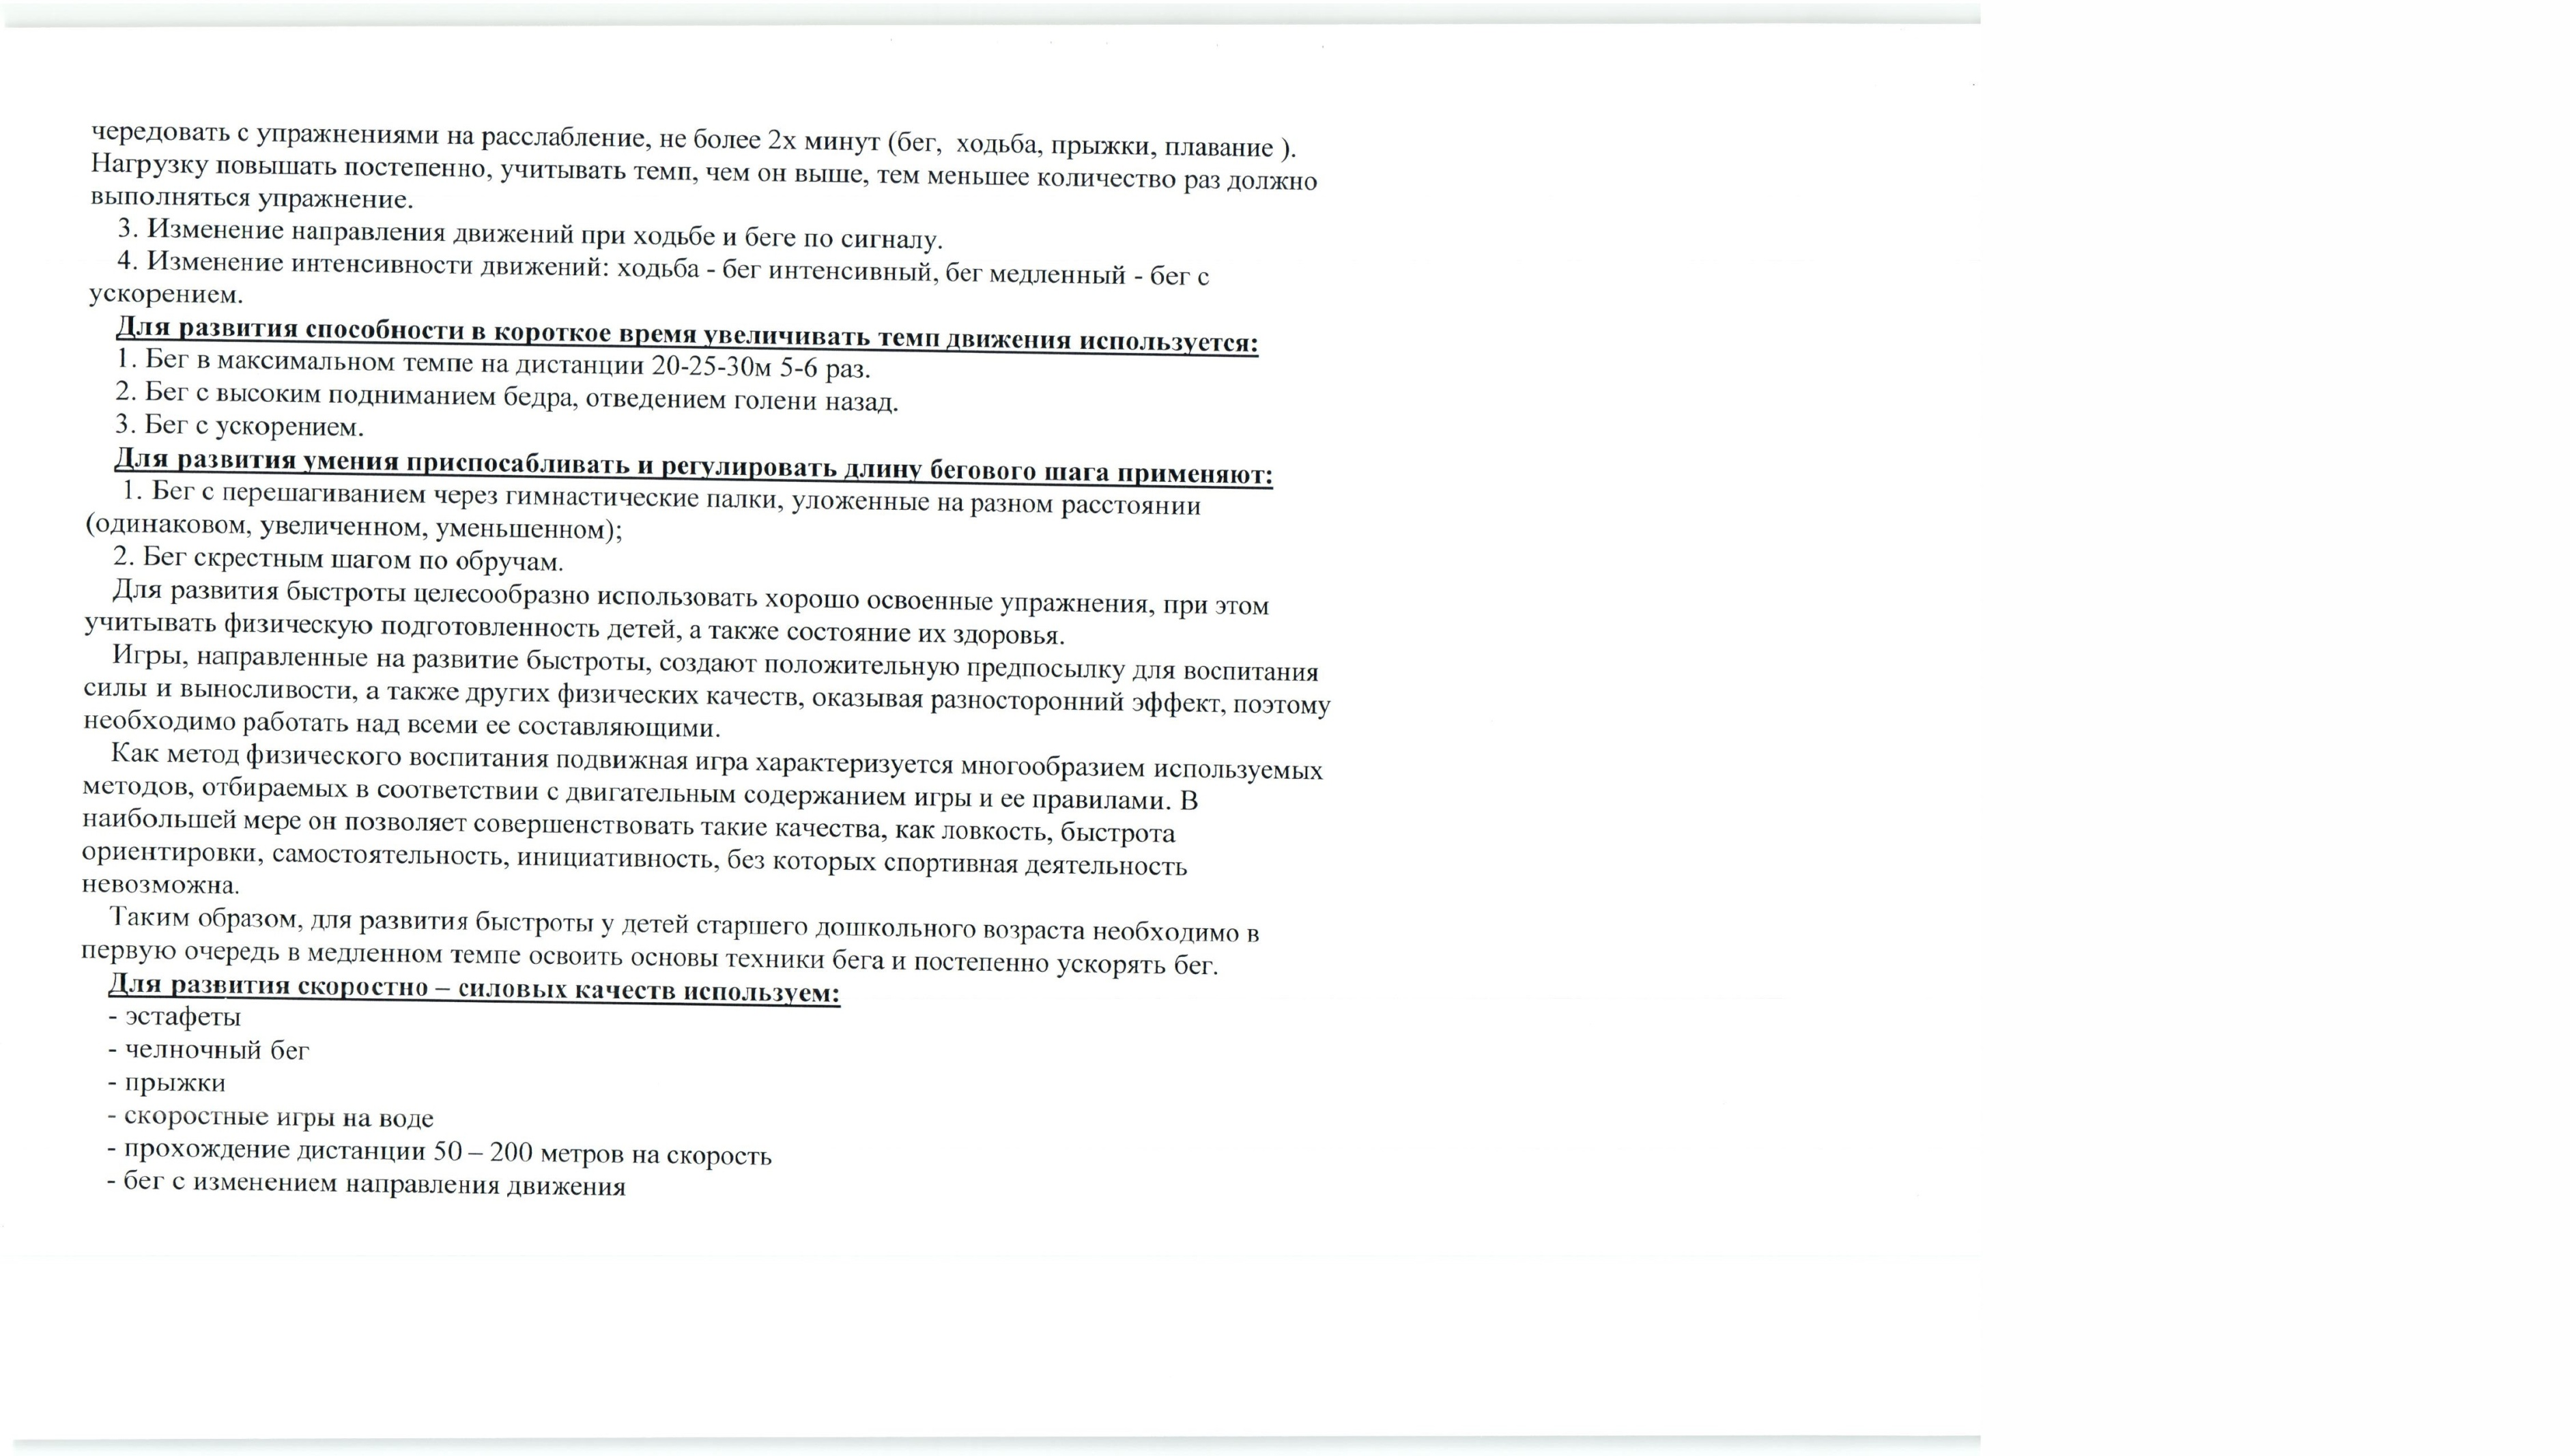 чередовать с упражнениями на расслабление, не более 2х минут (бег,  ходьба, прыжки, плавание ).
Нагрузку повышать постепенно, учитывать темп, чем он выше, тем меньшее количество раз должно
выполняться упражнение.
3. Изменение направления движений при ходьбе и беге по сигналу.
4. Изменение интенсивности движений: ходьба - бег интенсивный, бег медленный - бег с
ускорением.
Для развития способности в короткое время увеличивать темп движения используется:
1. Бег в максимальном темпе на дистанции 20-25-30м 5-6 раз.
2. Бег с высоким подниманием бедра, отведением голени назад.
3. Бег с ускорением.
Для развития умения приспосабливать и регулировать длину бегового шага применяют:
1. Бег с перешагиванием через гимнастические палки, уложенные на разном расстоянии
(одинаковом, увеличенном, уменьшенном);
2. Бег скрестным шагом по обручам.
Для развития быстроты целесообразно использовать хорошо освоенные упражнения, при этом
учитывать физическую подготовленность детей, а также состояние их здоровья.
Игры, направленные на развитие быстроты, создают положительную предпосылку для воспитания
силы и выносливости, а также других физических качеств, оказывая разносторонний эффект, поэтому
необходимо работать над всеми ее составляющими.
Как метод физического воспитания подвижная игра характеризуется многообразием используемых
методов, отбираемых в соответствии с двигательным содержанием игры и ее правилами. В
наибольшей мере он позволяет совершенствовать такие качества, как ловкость, быстрота
ориентировки, самостоятельность, инициативность, без которых спортивная деятельность
невозможна.
Таким образом, для развития быстроты у детей старшего дошкольного возраста необходимо в
первую очередь в медленном темпе освоить основы техники бега и постепенно ускорять бег.
Для развития скоростно – силовых качеств используем:
- эстафеты
- челночный бег
- прыжки
- скоростные игры на воде
- прохождение дистанции 50 – 200 метров на скорость
- бег с изменением направления движения